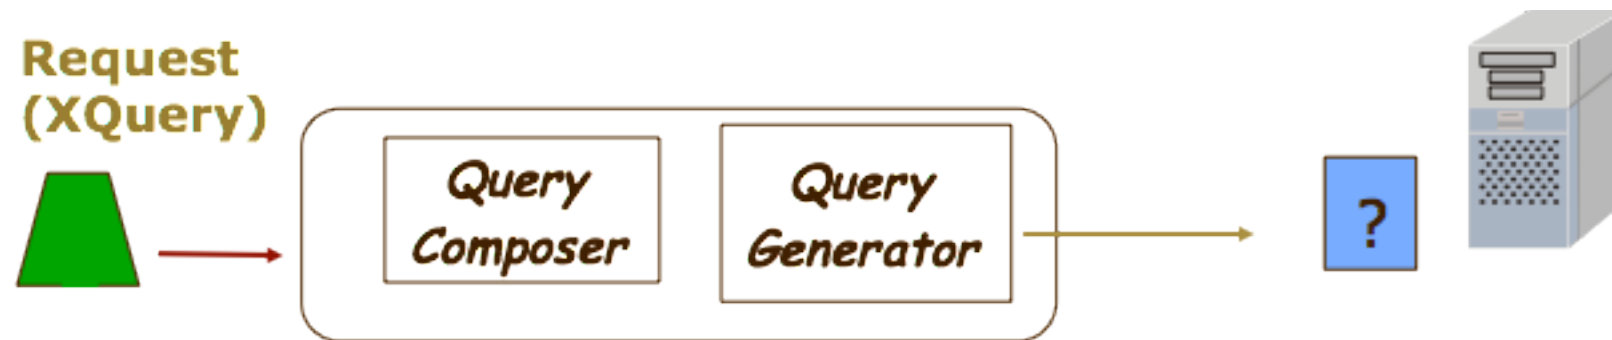 Request
(XQuery)
Query
Composer
Query
Generator
?